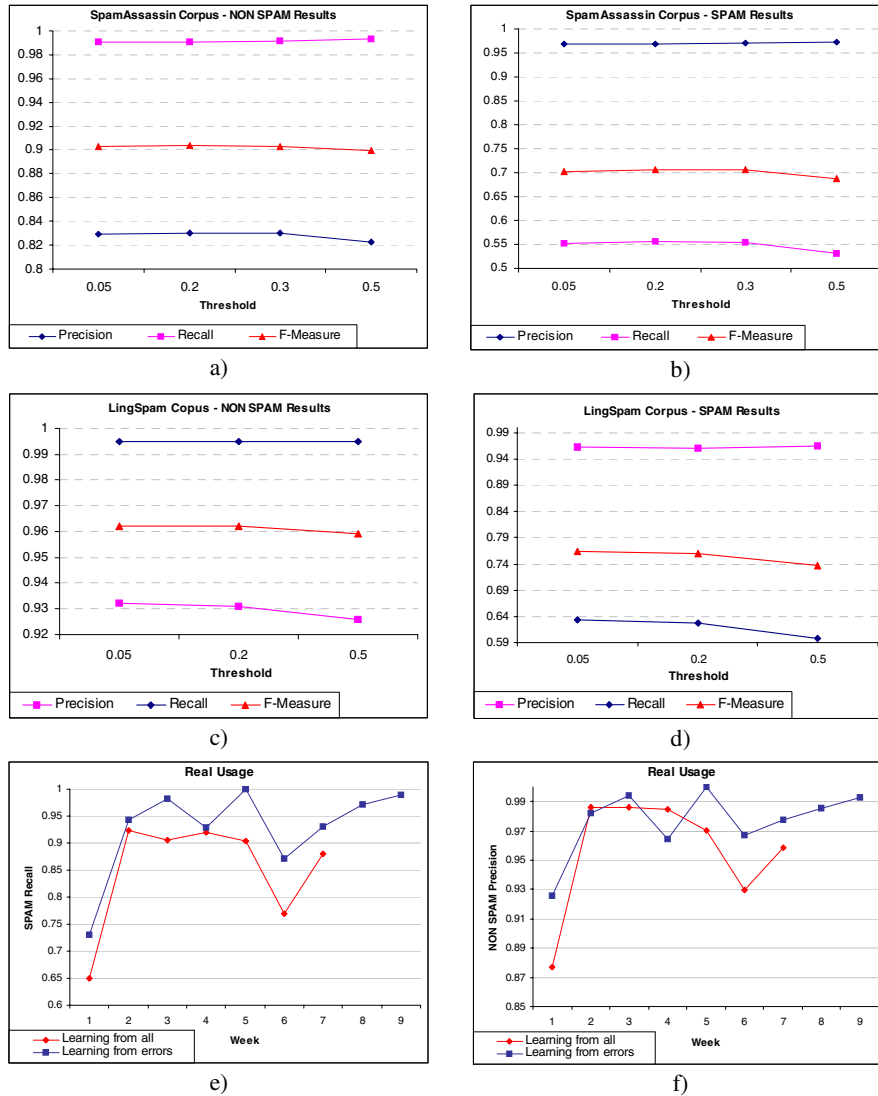 SpamAssassin Corpus - NON SPAM Results
1
0.98
0.96
0.94
0.92
0.9
0.88
0.86
0.84
0.82
0.8
0.05 0.2 0.3 0.5
Threshold
Precision Recall F-Measure
a)
SpamAssassin Corpus - SPAM Results
1
0.95
0.9
0.85
0.8
0.75
0.7
0.65
0.6
0.55
0.5
0.05 0.2 0.3 0.5
Threshold
Precision Recall F-Measure
b)
LingSpam Copus - NON SPAM Results
1
0.99
0.98
0.97
0.96
0.95
0.94
0.93
0.92
0.05 0.2 0.5
Threshold
Precision Recall F-Measure
c)
LingSpam Corpus - SPAM Results
0.99
0.94
0.89
0.84
0.79
0.74
0.69
0.64
0.59
0.05 0.2 0.5
Threshold
Precision Recall F-Measure
d)
Real Usage
SPAM Recall
1
0.95
0.9
0.85
0.8
0.75
0.7
0.65
0.6
1 2 3 4 5 6 7 8 9
Week
Learning from all
Learning from errors
e)
Real Usage
NON SPAM Precision
0.99
0.97
0.95
0.93
0.91
0.89
0.87
0.85
1 2 3 4 5 6 7 8 9
Week
Learning from all
Learning from errors
f)